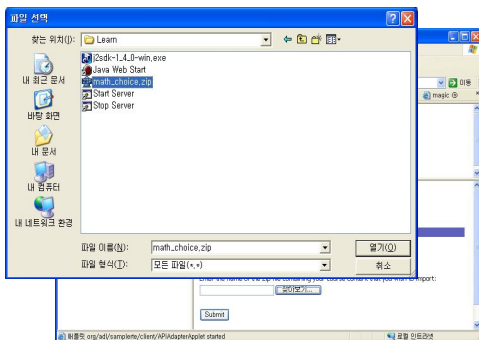 파일 선택
찾는 위치(I): Learn
j2sdk-1_4_0-win.exe
Java Web Start
math_choice.zip
Start Server
Stop Server
내 최근 문서
바탕 화면
내 문서
내 컴퓨터
내 네트워크 환경
파일 이름(N): math_choice.zip 열기(O)
파일 형식(T): 모든 파일(*.*) 취소
이동
magic
Enter the name of the zip file containing your course content that you wish to import:
찾아보기...
Submit
애플릿 org/adl/samplerte/client/APIAdapterApplet started 로컬 인트라넷